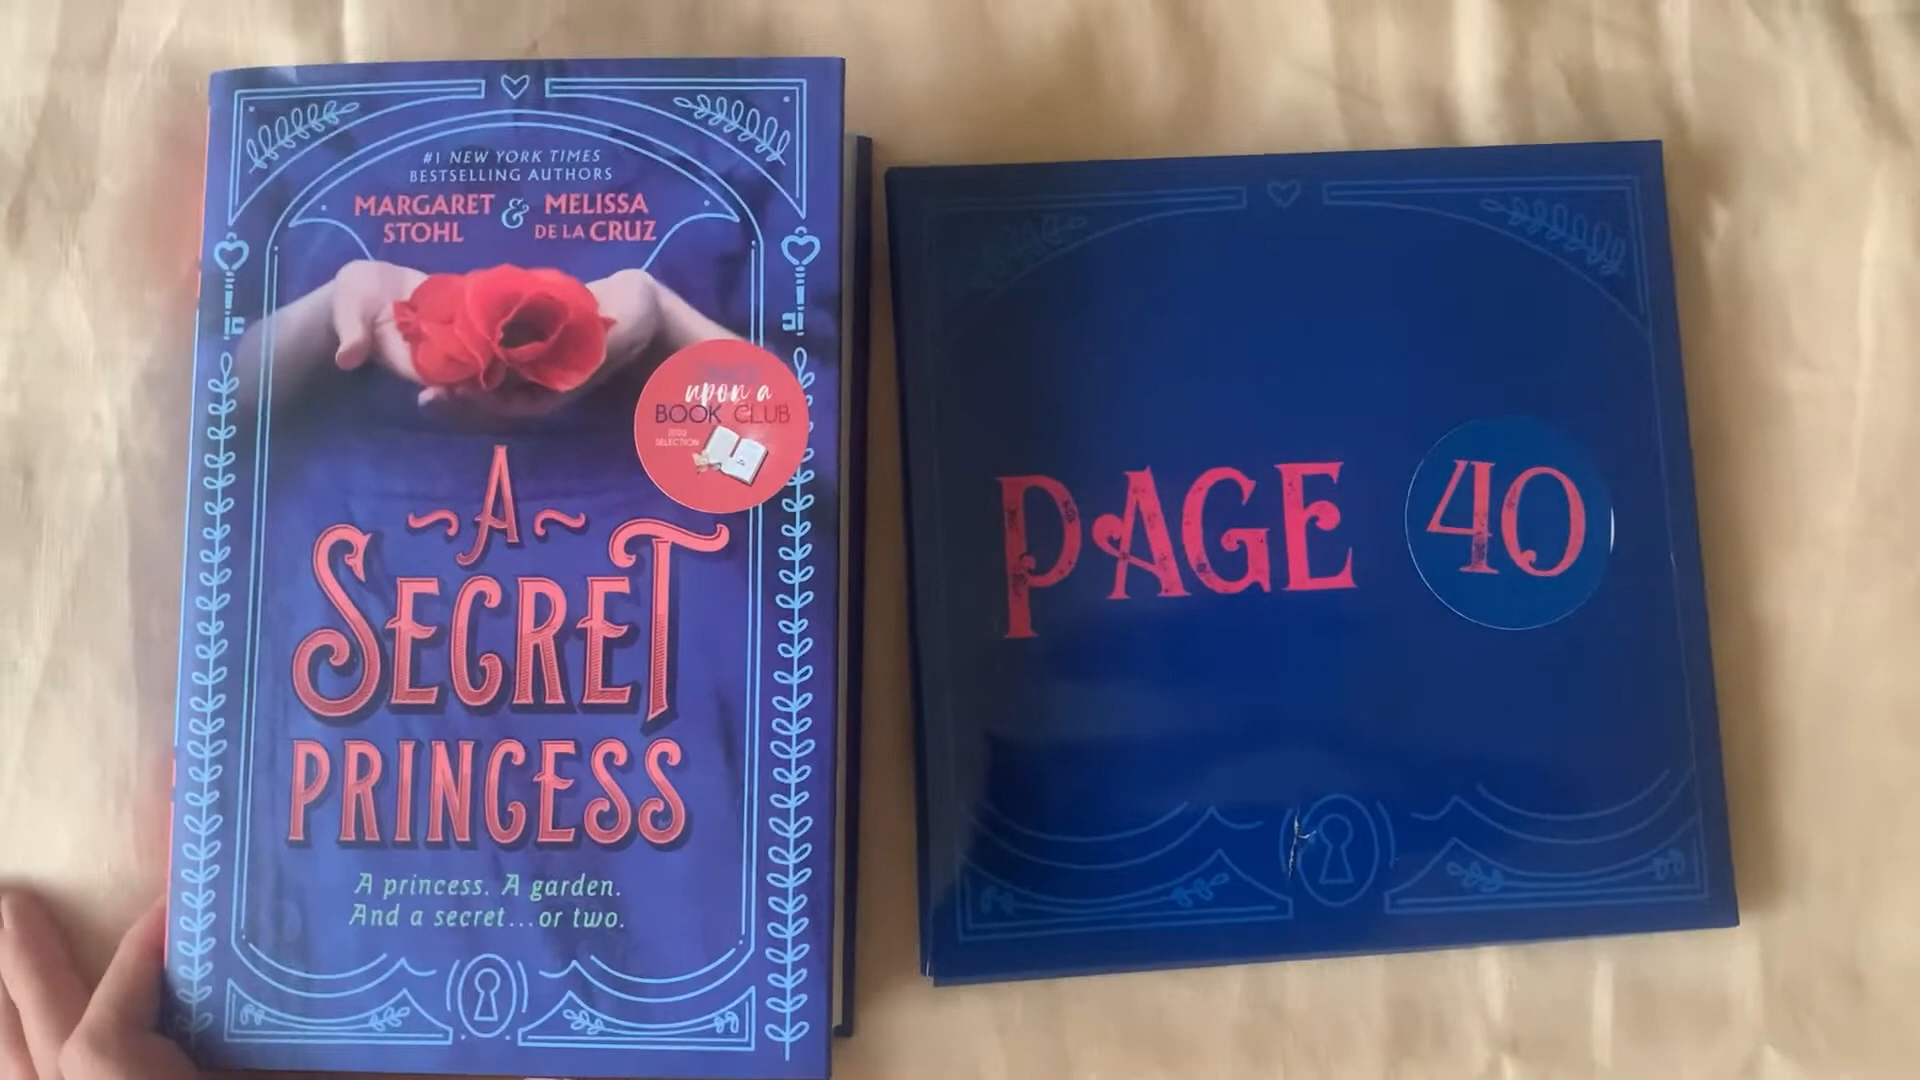 #1 NEW YORK TIMES
BESTSELLING AUTHORS
MARGARET STOHL & MELISSA DE LA CRUZ
upon a
BOOK CLUB
SELECTION
A
SECRET
PRINCESS
A princess. A garden.
And a secret...or two.
PAGE 40